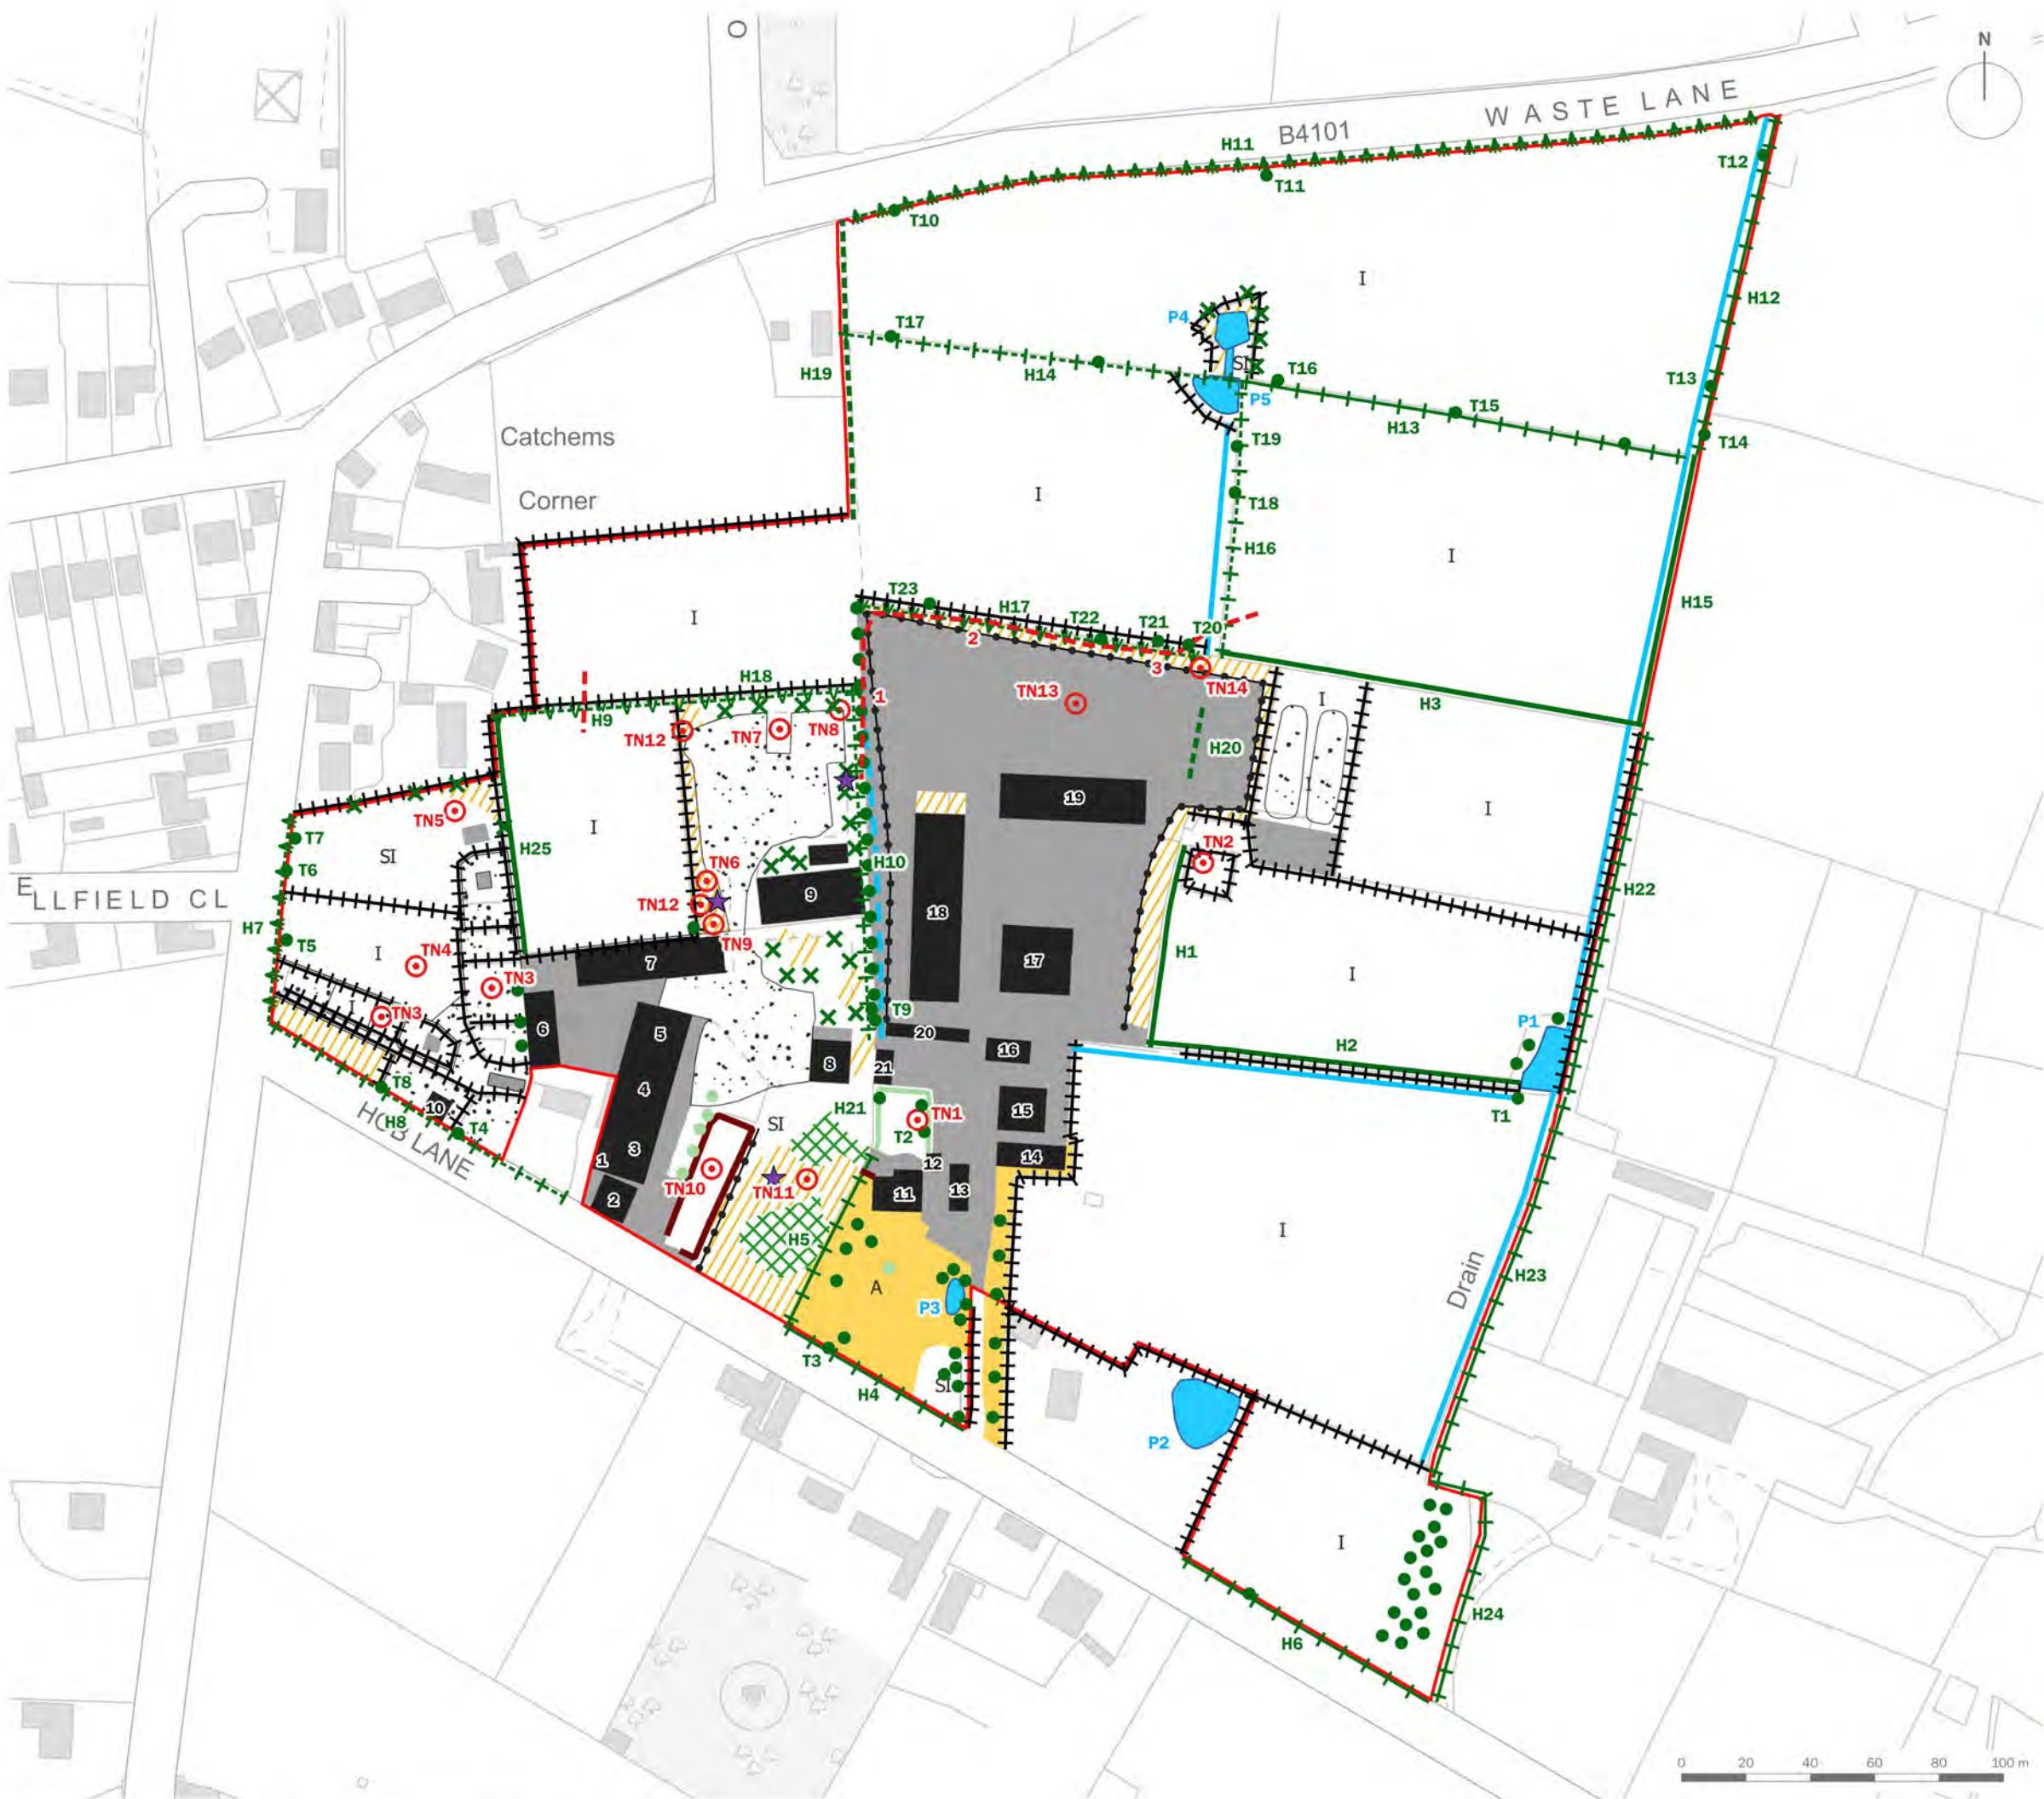 O
N
WASTE LANE
B4101
H11
T12
T11
T10
I
P4
H12
T17
SI
T16
H19
H14
T13
P5
T15
H13
T19
T14
Catchems
I
T18
Corner
H16
I
T23
H17
H15
I
T22
T21
T20
2
3
H18
1
TN13
TN14
I
H3
H9
TN12
TN7
TN8
H20
I
19
I
TN5
I
H25
SI
TN2
T7
T6
TN6
H10
H22
ELLFIELD CL
9
TN12
18
H7
TN9
T5
I
TN4
7
17
H1
I
TN3
I
TN3
T9
P1
6
5
20
16
H2
8
21
T8
4
H21
15
T1
10
H8
TN1
SI
T2
T4
HOB LANE
3
1
12
14
TN10
TN11
11
13
2
I
H5
A
Drain
H23
P3
T3
H4
SI
P2
I
H24
H6
0 20 40 60 80 100 m